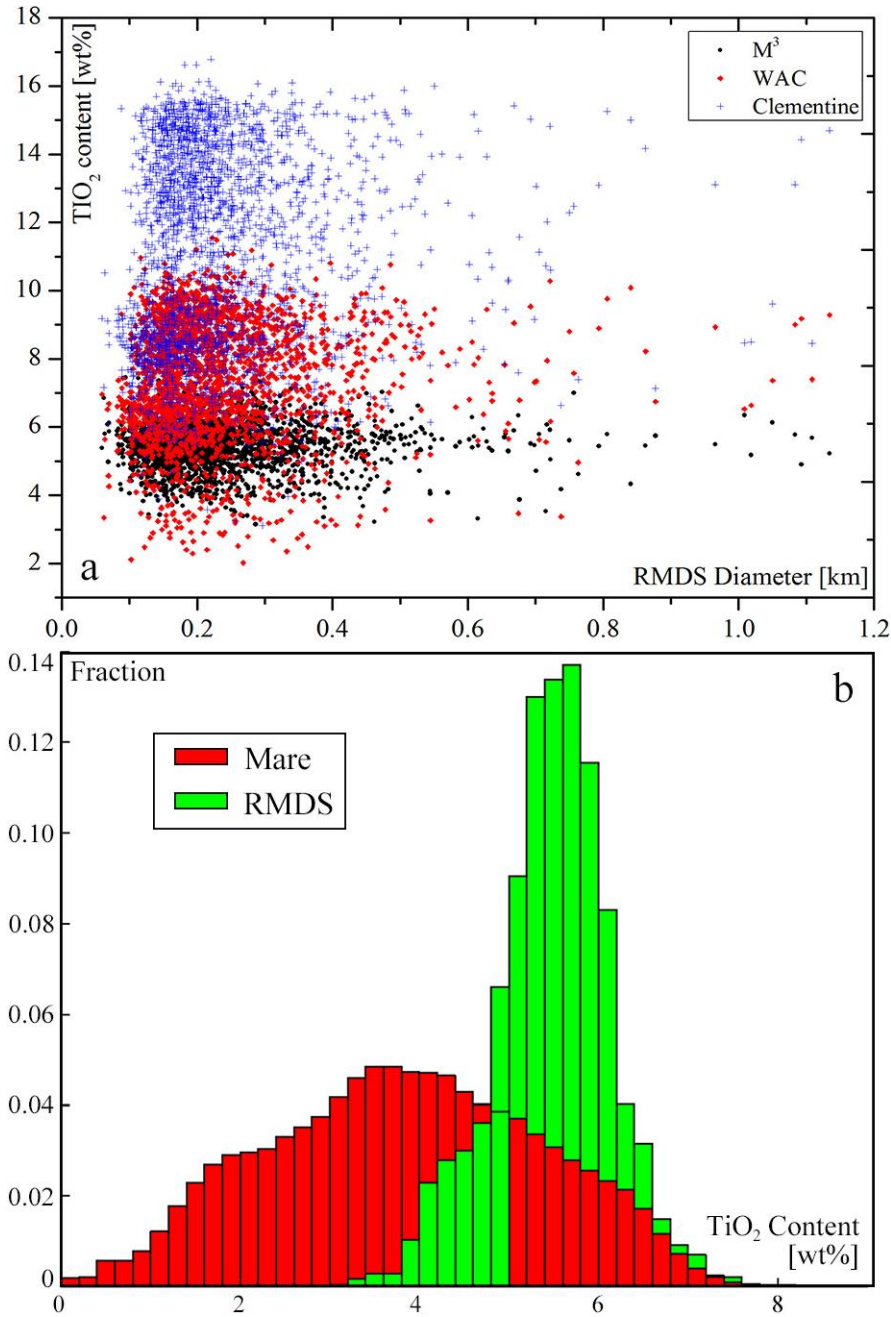 18
16
14
12
10
8
6
4
2
TIO₂ content [wt%]
a
M³
WAC
Clementine
RMDS Diameter [km]
0.0 0.2 0.4 0.6 0.8 1.0 1.2
0.14
0.12
0.10
0.08
0.06
0.04
0.02
0
Fraction
b
Mare
RMDS
TiO₂ Content
[wt%]
0 2 4 6 8